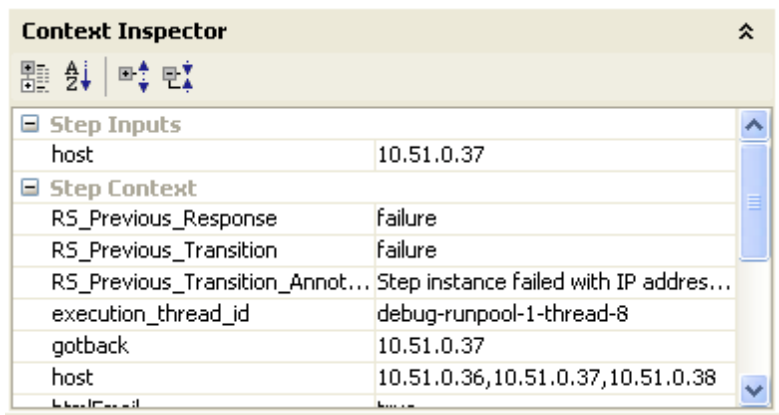 Context Inspector
Step Inputs
host 10.51.0.37
Step Context
RS_Previous_Response failure
RS_Previous_Transition failure
RS_Previous_Transition_Annot... Step instance failed with IP addres...
execution_thread_id debug-runpool-1-thread-8
gotback 10.51.0.37
host 10.51.0.36,10.51.0.37,10.51.0.38